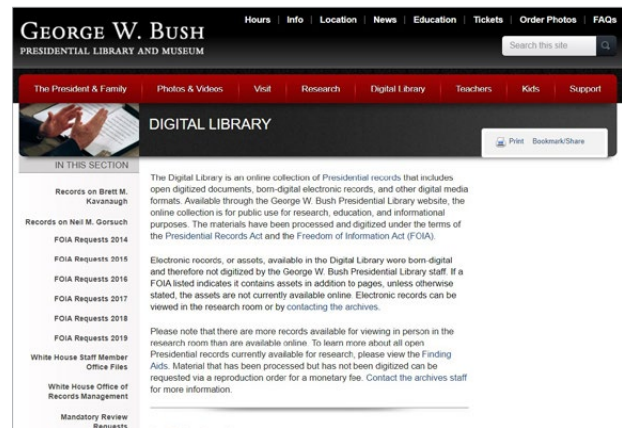 Hours | Info | Location | News | Education | Tickets | Order Photos | FAQs
GEORGE W. BUSH
PRESIDENTIAL LIBRARY AND MUSEUM
Search this site
The President & Family
Photos & Videos
Visit
Research
Digital Library
Teachers
Kids
Support
DIGITAL LIBRARY
Print
Bookmark/Share
IN THIS SECTION
Records on Brett M.
Kavanaugh
Records on Neil M. Gorsuch
FOIA Requests 2014
FOIA Requests 2015
FOIA Requests 2016
FOIA Requests 2017
FOIA Requests 2018
FOIA Requests 2019
White House Staff Member
Office Files
White House Office of
Records Management
Mandatory Review
Requests
The Digital Library is an online collection of Presidential records that includes
open digitized documents, born-digital electronic records, and other digital media
formats. Available through the George W. Bush Presidential Library website, the
online collection is for public use for research, education, and informational
purposes. The materials have been processed and digitized under the terms of
the Presidential Records Act and the Freedom of Information Act (FOIA).
Electronic records, or assets, available in the Digital Library were born-digital
and therefore not digitized by the George W. Bush Presidential Library staff. If a
FOIA listed indicates it contains assets in addition to pages, unless otherwise
stated, the assets are not currently available online. Electronic records can be
viewed in the research room or by contacting the archives.
Please note that there are more records available for viewing in person in the
research room than are available online. To learn more about all open
Presidential records currently available for research, please view the Finding
Aids. Material that has been processed but has not been digitized can be
requested via a reproduction order for a monetary fee. Contact the archives staff
for more information.